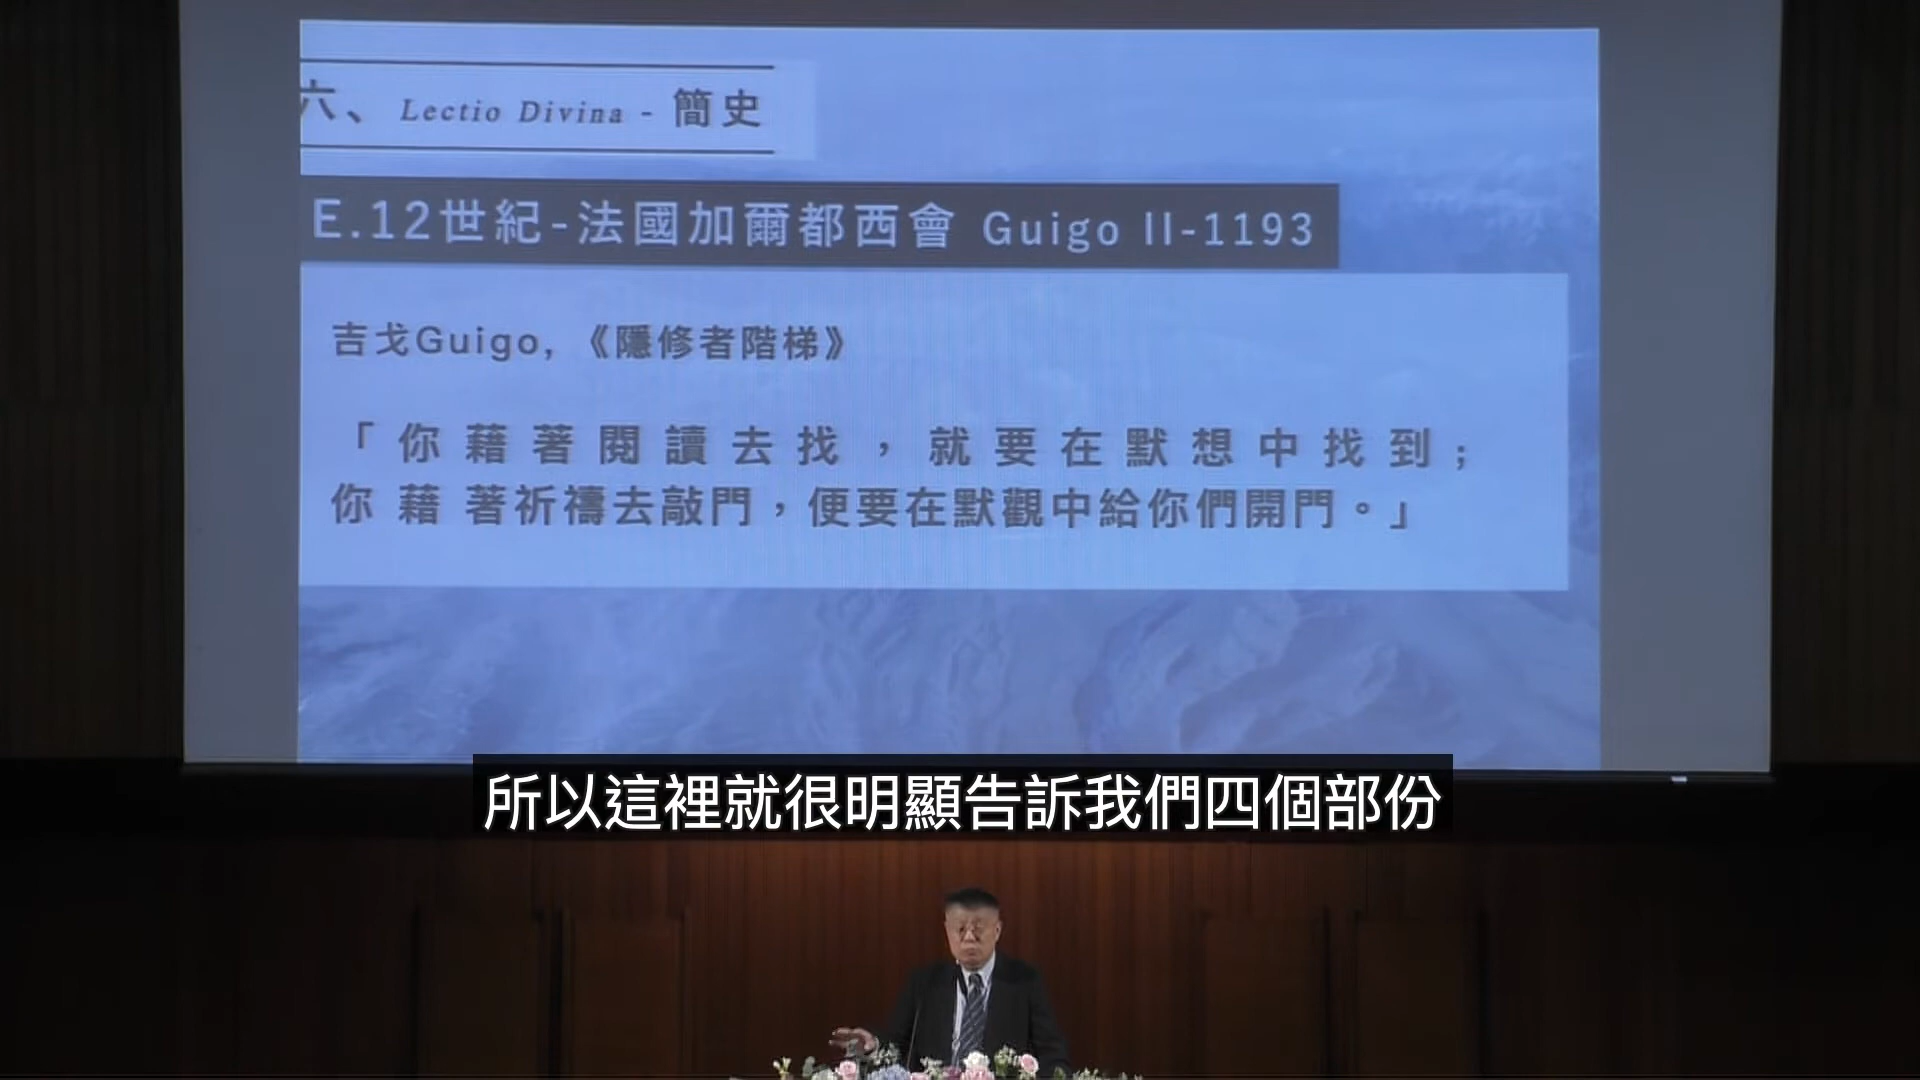 六、Lectio Divina - 簡史
E.12世紀-法國加爾都西會 Guigo II-1193
吉戈Guigo,《隱修者階梯》
「你藉著閱讀去找，就要在默想中找到；
你藉著祈禱去敲門，便要在默觀中給你們開門。」
所以這裡就很明顯告訴我們四個部份